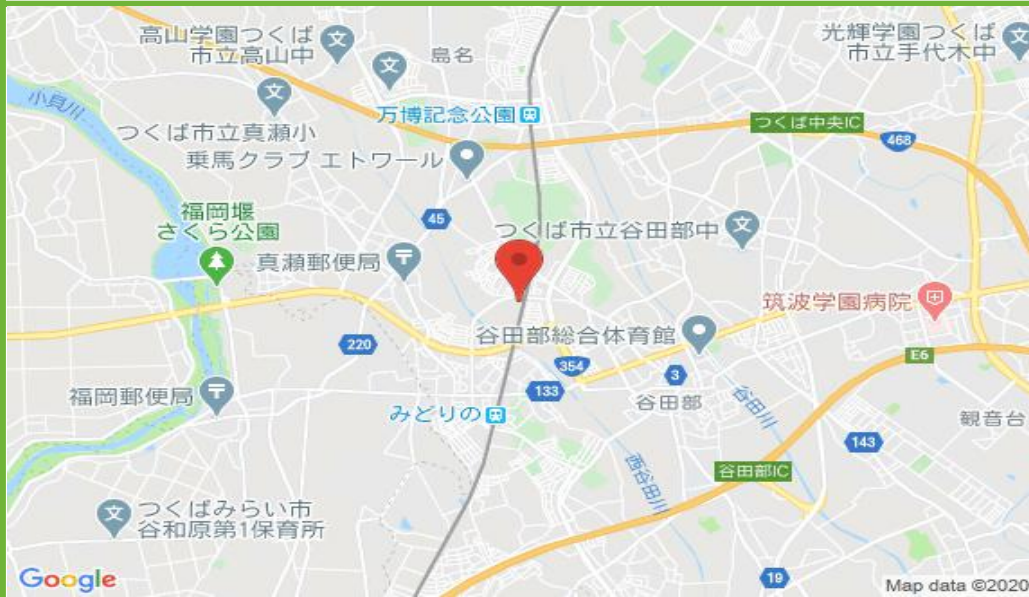 高山学園つくば
市立高山中
島名
光輝学園つくば
市立手代木中
小貝川
万博記念公園
つくば中央IC
つくば市立真瀬小
468
乗馬クラブ エトワール
福岡堰
さくら公園
45
つくば市立谷田部中
真瀬郵便局
筑波学園病院
谷田部総合体育館
220
E6
354
3
福岡郵便局
133
谷田部
みどりの
谷田川
観音台
143
西谷田川
谷田部IC
つくばみらい市
谷和原第1保育所
19
Google
Map data ©2020